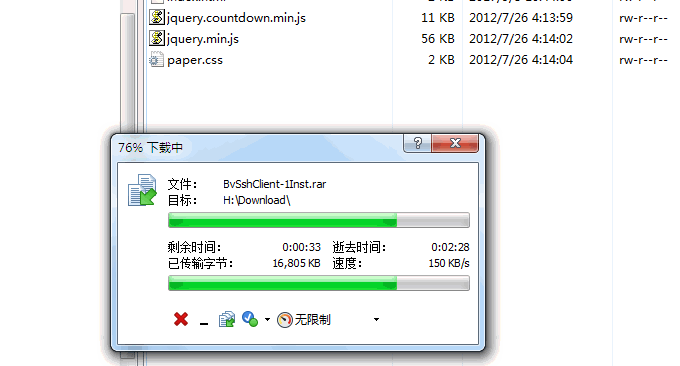 jquery.countdown.min.js 11 KB 2012/7/26 4:13:59 rw-r--r--
jquery.min.js 56 KB 2012/7/26 4:14:02 rw-r--r--
paper.css 2 KB 2012/7/26 4:14:04 rw-r--r--
76% 下载中
文件： BvSshClient-1Inst.rar
目标： H:\Download\
剩余时间： 0:00:33 逝去时间： 0:02:28
已传输字节： 16,805 KB 速度： 150 KB/s
无限制